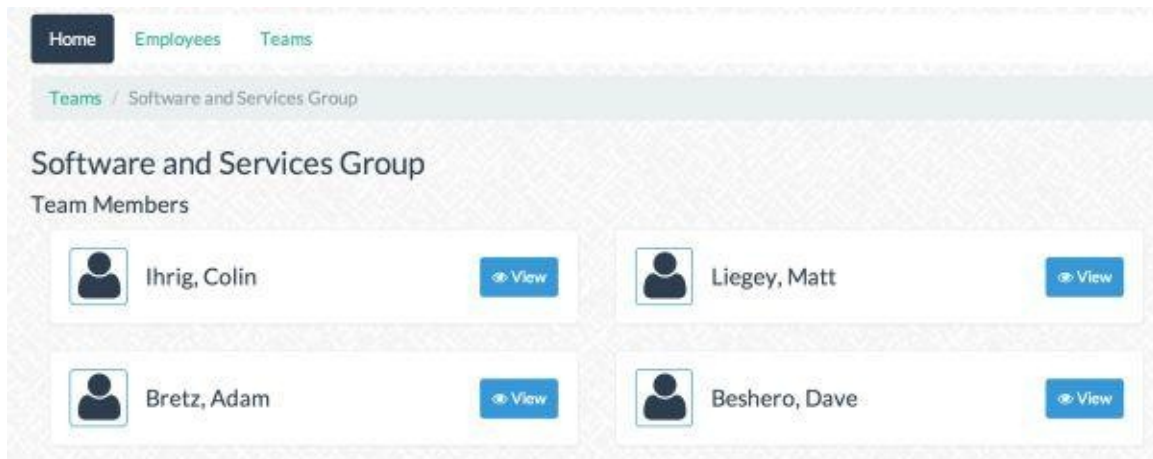 Home Employees Teams
Teams / Software and Services Group
Software and Services Group
Team Members
Ihrig, Colin View
Liegey, Matt View
Bretz, Adam View
Beshero, Dave View